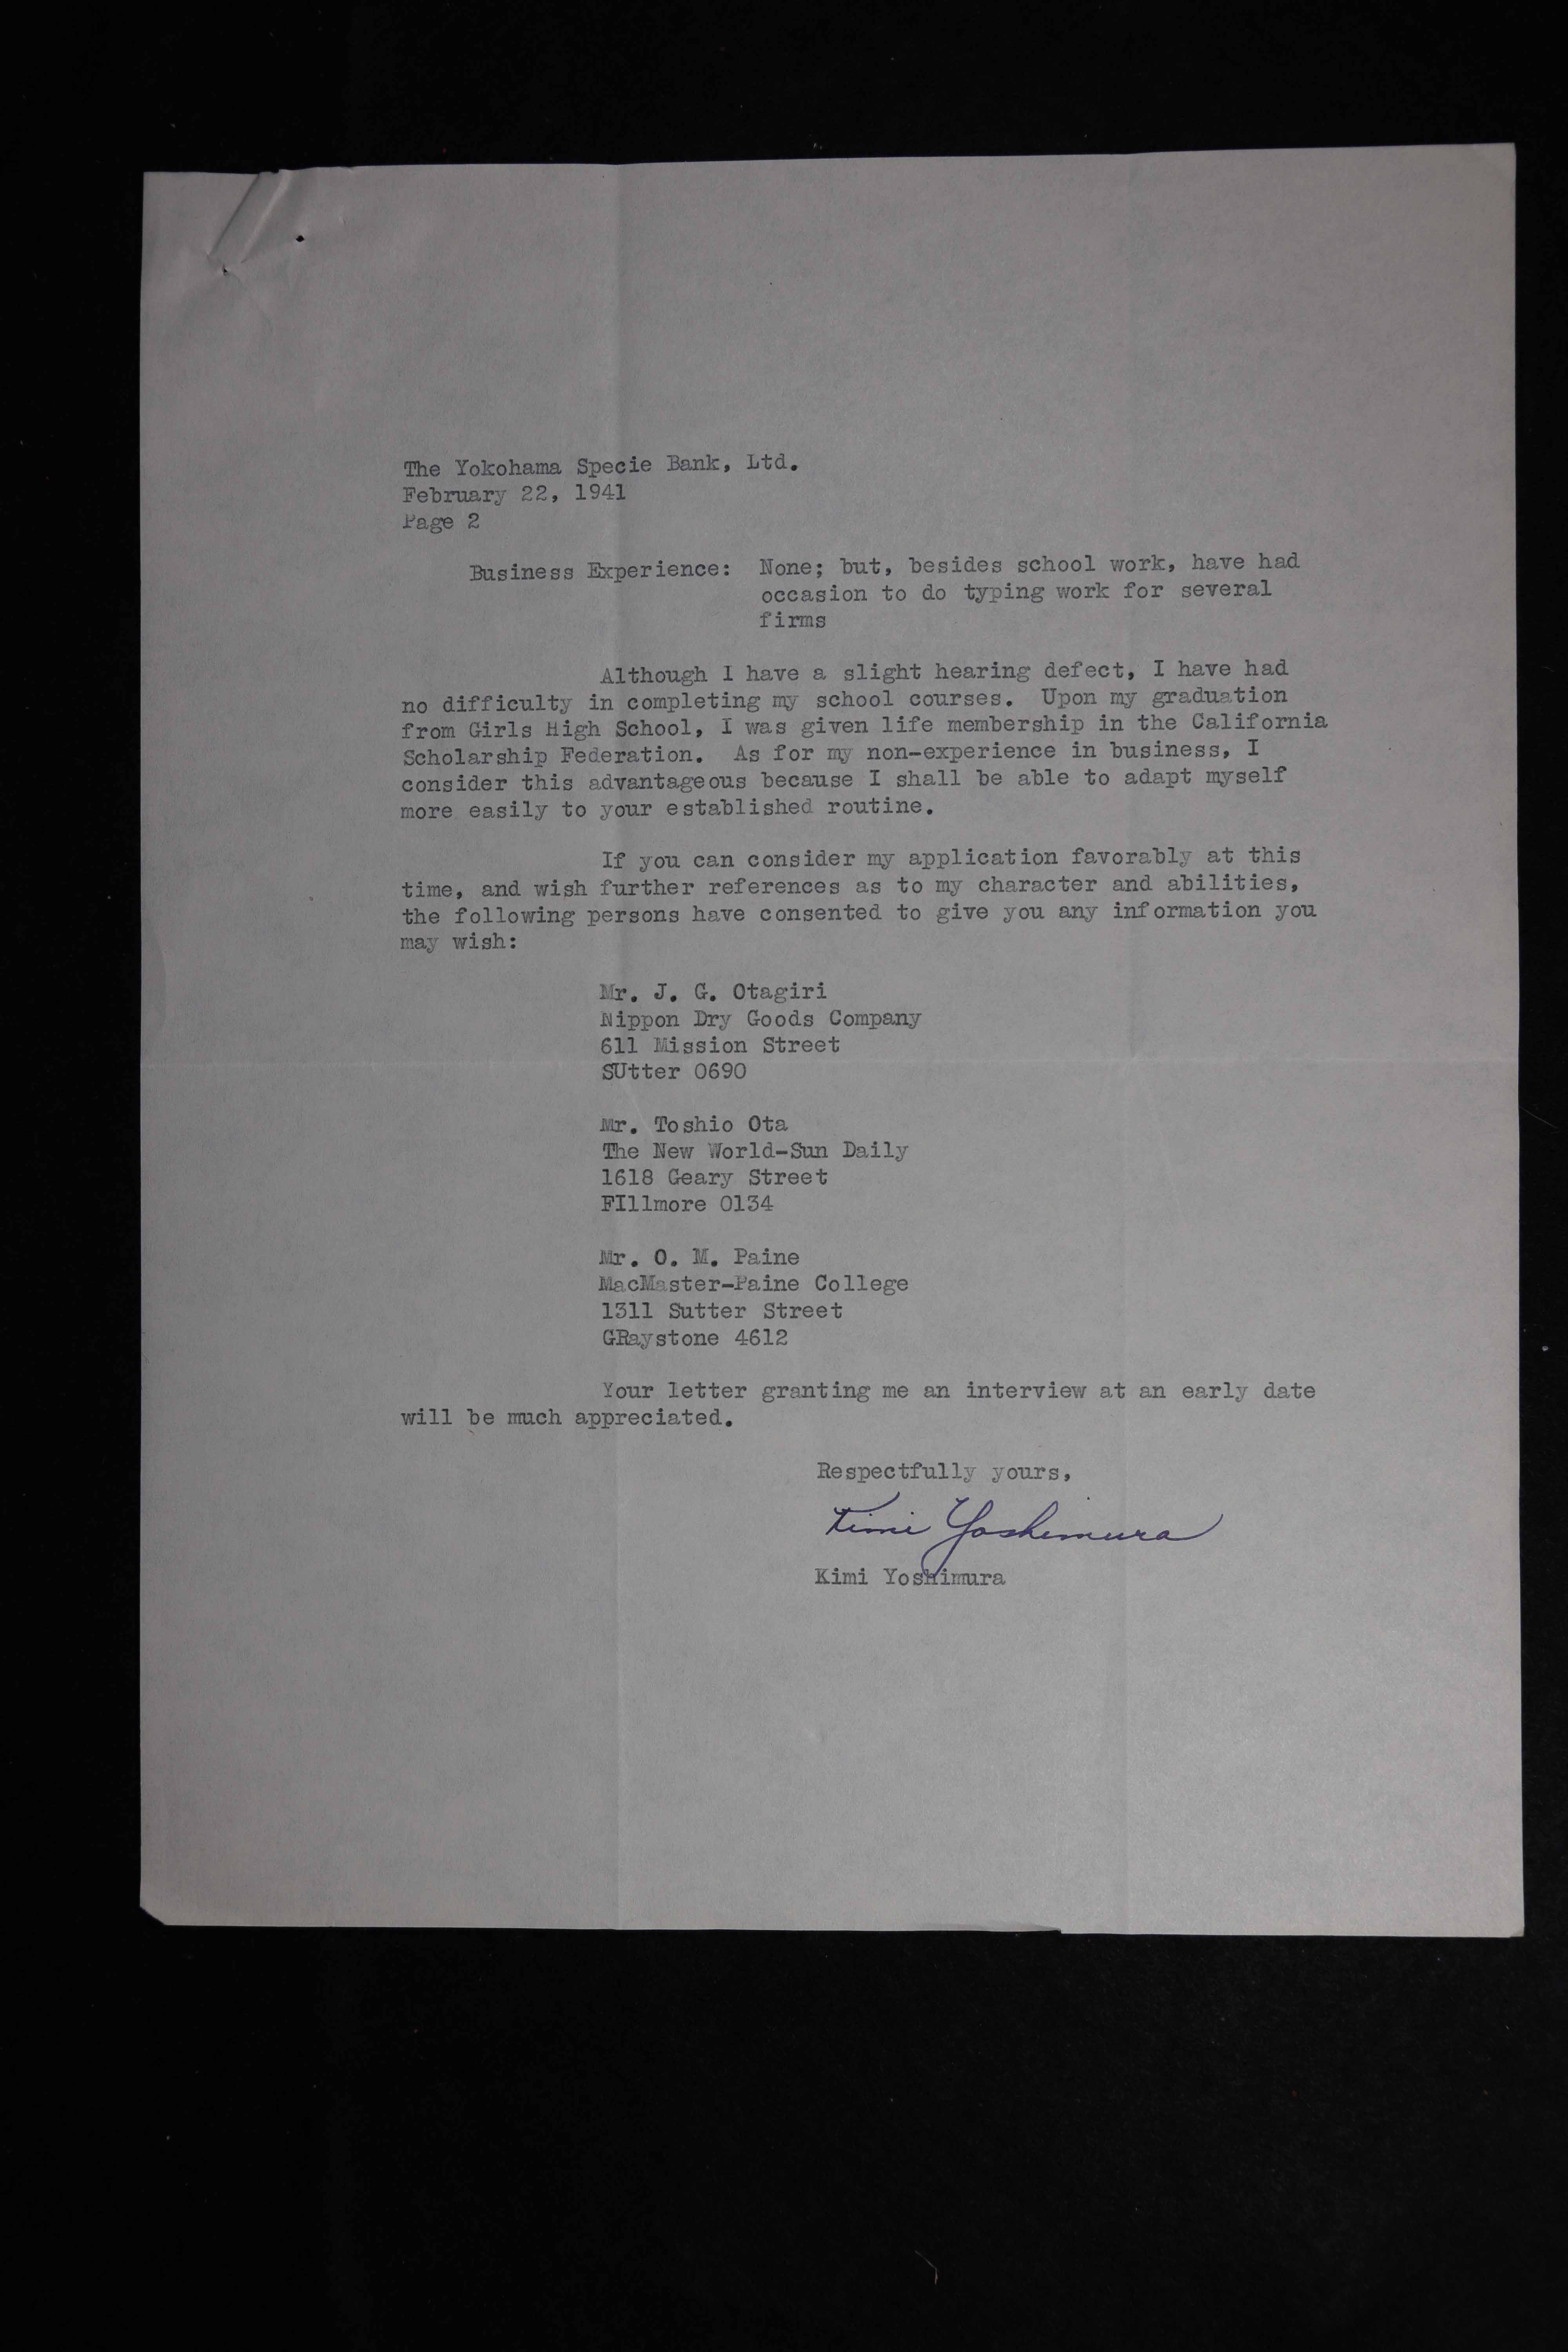 The Yokohama Specie Bank, Ltd.
February 22, 1941
Page 2
Business Experience: None; but, besides school work, have had
occasion to do typing work for several
firms
Although I have a slight hearing defect, I have had
no difficulty in completing my school courses. Upon my graduation
from Girls High School, I was given life membership in the California
Scholarship Federation. As for my non-experience in business, I
consider this advantageous because I shall be able to adapt myself
more easily to your established routine.
If you can consider my application favorably at this
time, and wish further references as to my character and abilities,
the following persons have consented to give you any information you
may wish:
Mr. J. G. Otagiri
Nippon Dry Goods Company
611 Mission Street
SUtter 0690
Mr. Toshio Ota
The New World-Sun Daily
1618 Geary Street
FIllmore 0134
Mr. O. M. Paine
MacMaster-Paine College
1311 Sutter Street
GRaystone 4612
Your letter granting me an interview at an early date
will be much appreciated.
Respectfully yours,
Kimi Yoshimura
Kimi Yoshimura